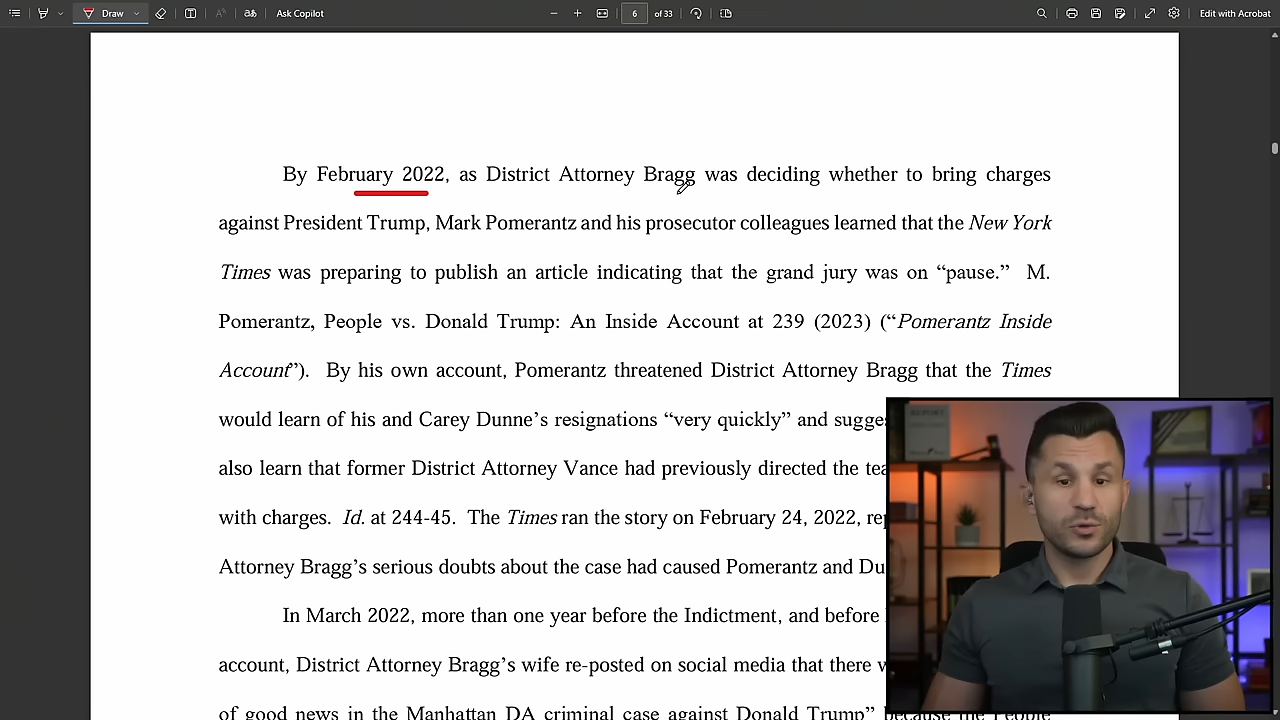 Draw
Ask Copilot
6 of 33
Edit with Acrobat
By February 2022, as District Attorney Bragg was deciding whether to bring charges
against President Trump, Mark Pomerantz and his prosecutor colleagues learned that the New York
Times was preparing to publish an article indicating that the grand jury was on “pause.” M.
Pomerantz, People vs. Donald Trump: An Inside Account at 239 (2023) (“Pomerantz Inside
Account”). By his own account, Pomerantz threatened District Attorney Bragg that the Times
would learn of his and Carey Dunne’s resignations “very quickly” and
also learn that former District Attorney Vance had previously directed the
with charges. Id. at 244-45. The Times ran the story on February 24, 2022,
Attorney Bragg’s serious doubts about the case had caused Pomerantz and
In March 2022, more than one year before the Indictment, and before
account, District Attorney Bragg’s wife re-posted on social media that there
of good news in the Manhattan DA criminal case against Donald Trump” because the People